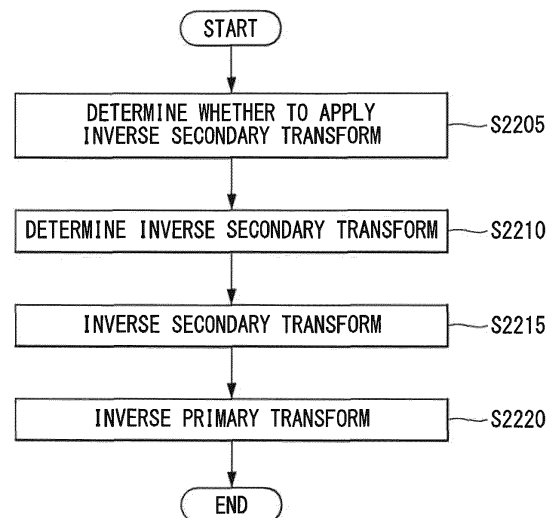 START
DETERMINE WHETHER TO APPLY
INVERSE SECONDARY TRANSFORM
S2205
DETERMINE INVERSE SECONDARY TRANSFORM
S2210
INVERSE SECONDARY TRANSFORM
S2215
INVERSE PRIMARY TRANSFORM
S2220
END